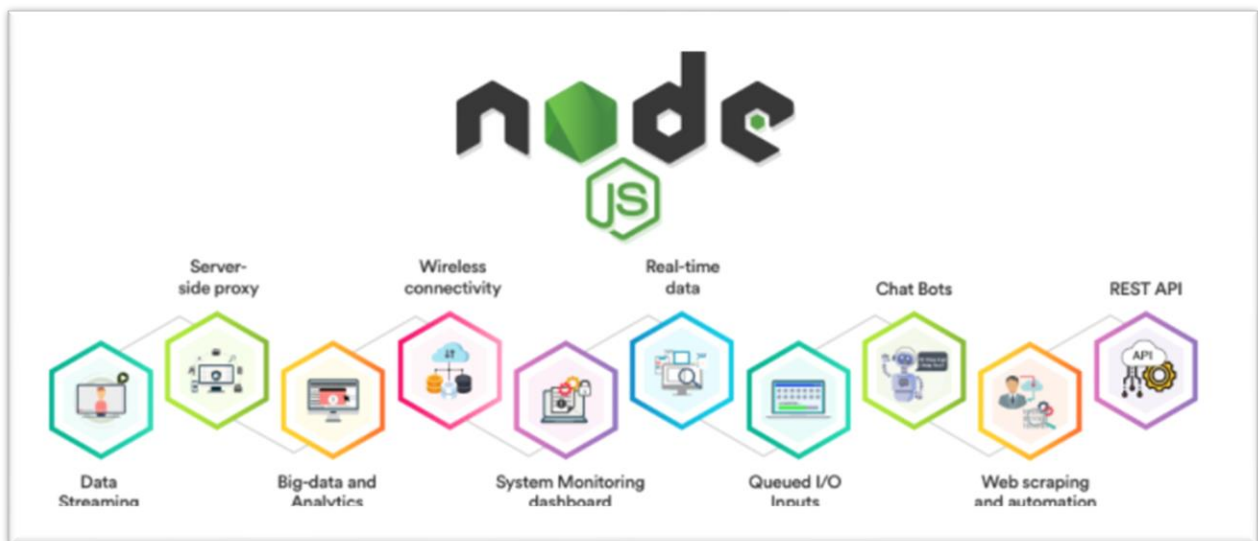 node
JS
Server-
side proxy
Wireless
connectivity
Real-time
data
Chat Bots
REST API
API
Data
Streaming
Big-data and
Analytics
System Monitoring
dashboard
Queued I/O
Inputs
Web scraping
and automation